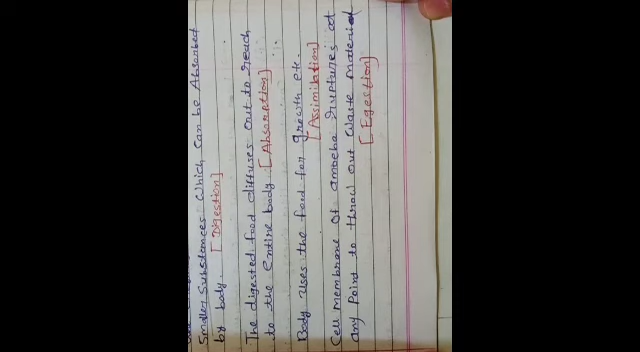 Smaller Substances Which can be Absorbed
by body. [Digestion]
The digested food diffuses out to reach
to the entire body. [Absorption]
Body Uses the food for growth etc.
[Assimilation]
Cell membrane of amoeba ruptures at
any Point to throw out Waste Material
[Egestion]